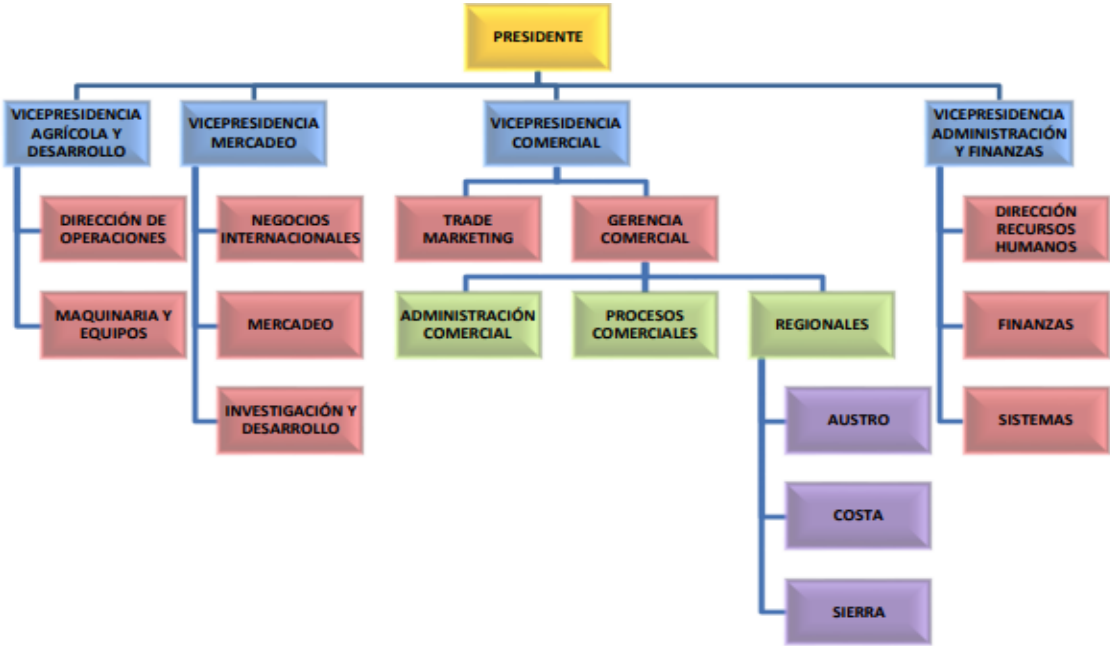 PRESIDENTE
VICEPRESIDENCIA
AGRÍCOLA Y
DESARROLLO
VICEPRESIDENCIA
MERCADEO
VICEPRESIDENCIA
COMERCIAL
VICEPRESIDENCIA
ADMINISTRACIÓN
Y FINANZAS
DIRECCIÓN DE
OPERACIONES
NEGOCIOS
INTERNACIONALES
TRADE
MARKETING
GERENCIA
COMERCIAL
DIRECCIÓN
RECURSOS
HUMANOS
MAQUINARIA Y
EQUIPOS
MERCADEO
ADMINISTRACIÓN
COMERCIAL
PROCESOS
COMERCIALES
REGIONALES
FINANZAS
INVESTIGACIÓN Y
DESARROLLO
AUSTRO
SISTEMAS
COSTA
SIERRA